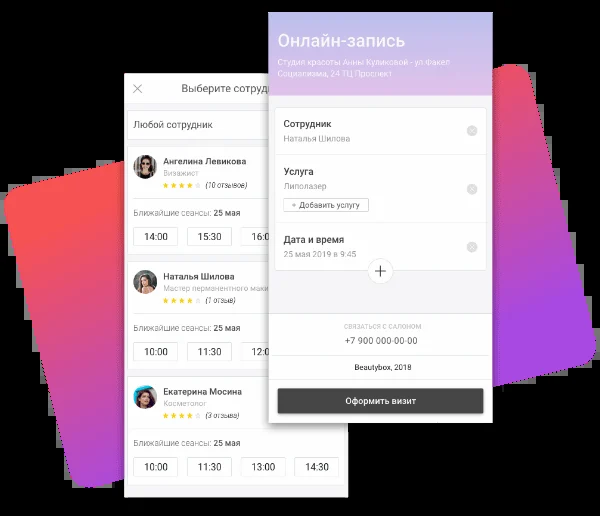 Выберите сотруд
Любой сотрудник
Ангелина Левикова
Визажист
(10 отзывов)
Ближайшие сеансы: 25 мая
14:00
15:30
16:0
Наталья Шилова
Мастер перманентного маки
(1 отзыв)
Ближайшие сеансы: 25 мая
10:00
11:30
12:0
Екатерина Мосина
Косметолог
(3 отзыва)
Ближайшие сеансы: 25 мая
10:00
11:30
13:00
14:30
Онлайн-запись
Студия красоты Анны Куликовой - ул Факел
Социализма, 24 ТЦ Проспект
Сотрудник
Наталья Шилова
Услуга
Липолазер
+ Добавить услугу
Дата и время
25 мая 2019 в 9:45
СВЯЗАТЬСЯ С САЛОНОМ
+7 900 000-00-00
Beautybox, 2018
Оформить визит